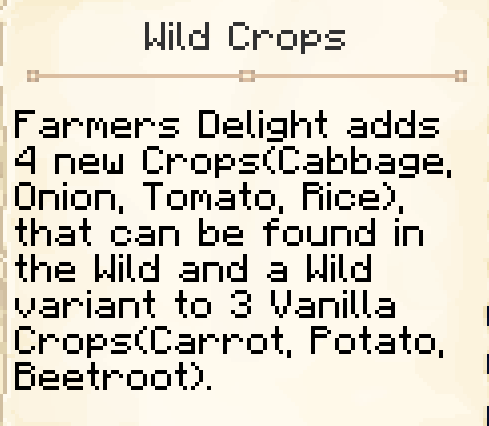 Wild Crops
Farmers Delight adds
4 new Crops(Cabbage,
Onion, Tomato, Rice),
that can be found in
the Wild and a Wild
variant to 3 Vanilla
Crops(Carrot, Potato,
Beetroot).